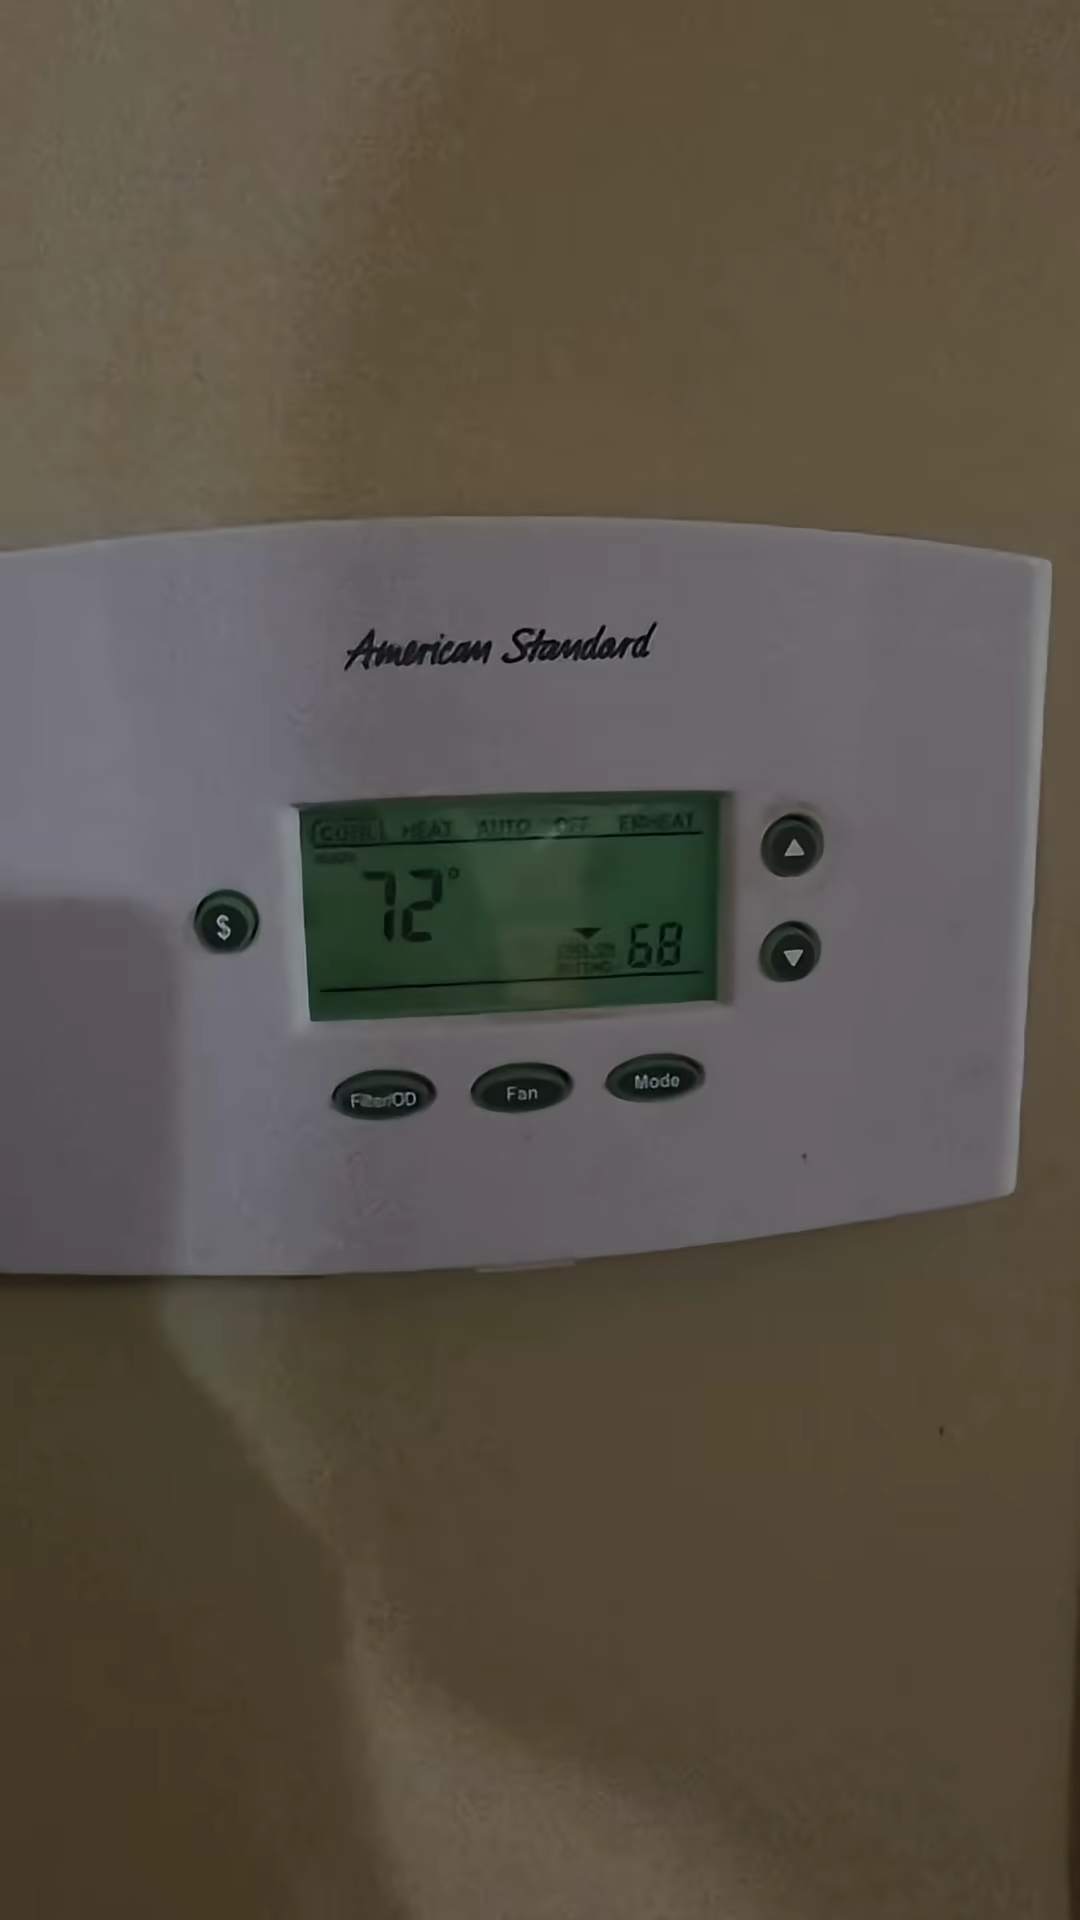 American Standard
COOL HEAT AUTO OFF EMHEAT
72°
68
$
Filter/OD Fan Mode